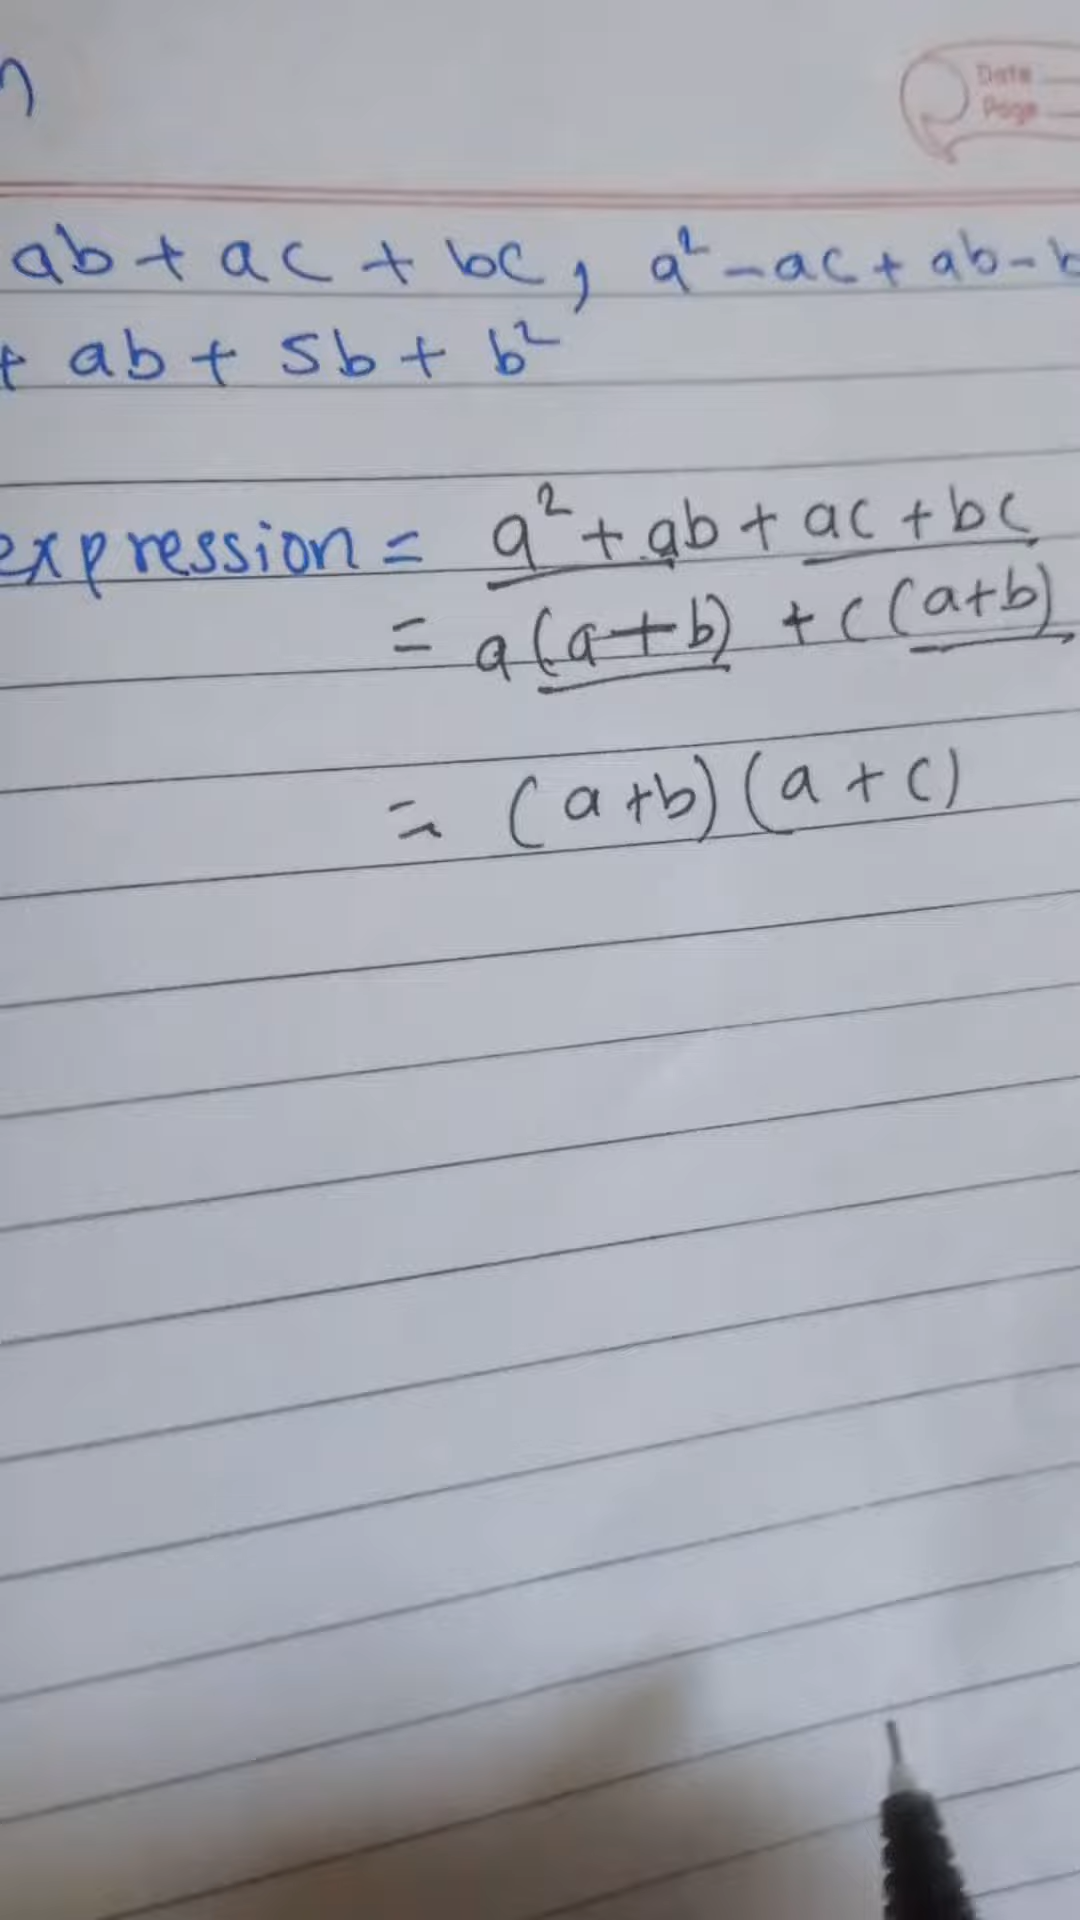 Date
Page
ab + ac + bc, a² - ac + ab - b
+ ab + 5b + b²
expression = a² + ab + ac + bc
= a(a+b) + c(a+b)
= (a+b)(a+c)